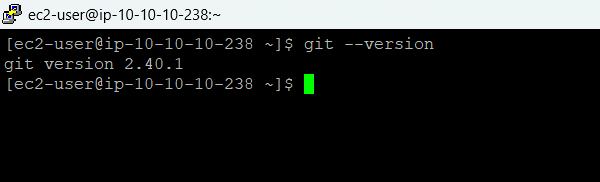 ec2-user@ip-10-10-10-238:~
[ec2-user@ip-10-10-10-238 ~]$ git --version
git version 2.40.1
[ec2-user@ip-10-10-10-238 ~]$